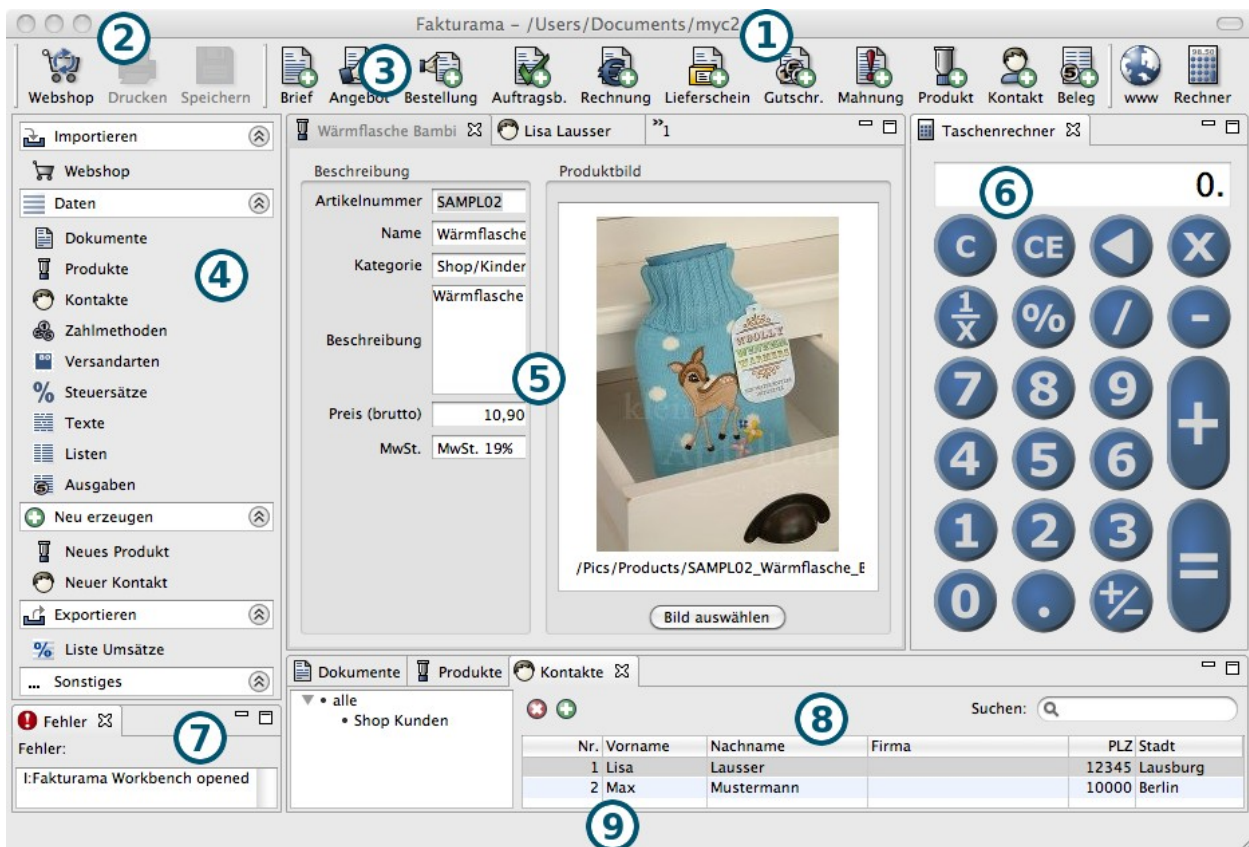 Fakturama – /Users/Documents/myc2
2
1
3
Webshop Drucken Speichern Brief Angebot Bestellung Auftragsb. Rechnung Lieferschein Gutschr. Mahnung Produkt Kontakt Beleg www Rechner
Importieren
Webshop
Daten
Dokumente
Produkte
4
Kontakte
Zahlmethoden
Versandarten
% Steuersätze
Texte
Listen
Ausgaben
Neu erzeugen
Neues Produkt
Neuer Kontakt
Exportieren
% Liste Umsätze
... Sonstiges
Fehler
7
Fehler:
I:Fakturama Workbench opened
Wärmflasche Bambi Lisa Lausser "1
Beschreibung
Artikelnummer SAMPL02
Name Wärmflasche
Kategorie Shop/Kinder
Wärmflasche
Beschreibung
5
Preis (brutto) 10,90
MwSt. MwSt. 19%
Produktbild
WOOLLY
WINTER
WARMERS
/Pics/Products/SAMPL02_Wärmflasche_B
Bild auswählen
Taschenrechner
6
0.
C CE X
1/X % / -
7 8 9 +
4 5 6
1 2 3 =
0 . +/-
Dokumente Produkte Kontakte
alle
Shop Kunden
8
Suchen:
Nr. Vorname Nachname Firma PLZ Stadt
1 Lisa Lausser 12345 Lausburg
2 Max Mustermann 10000 Berlin
9